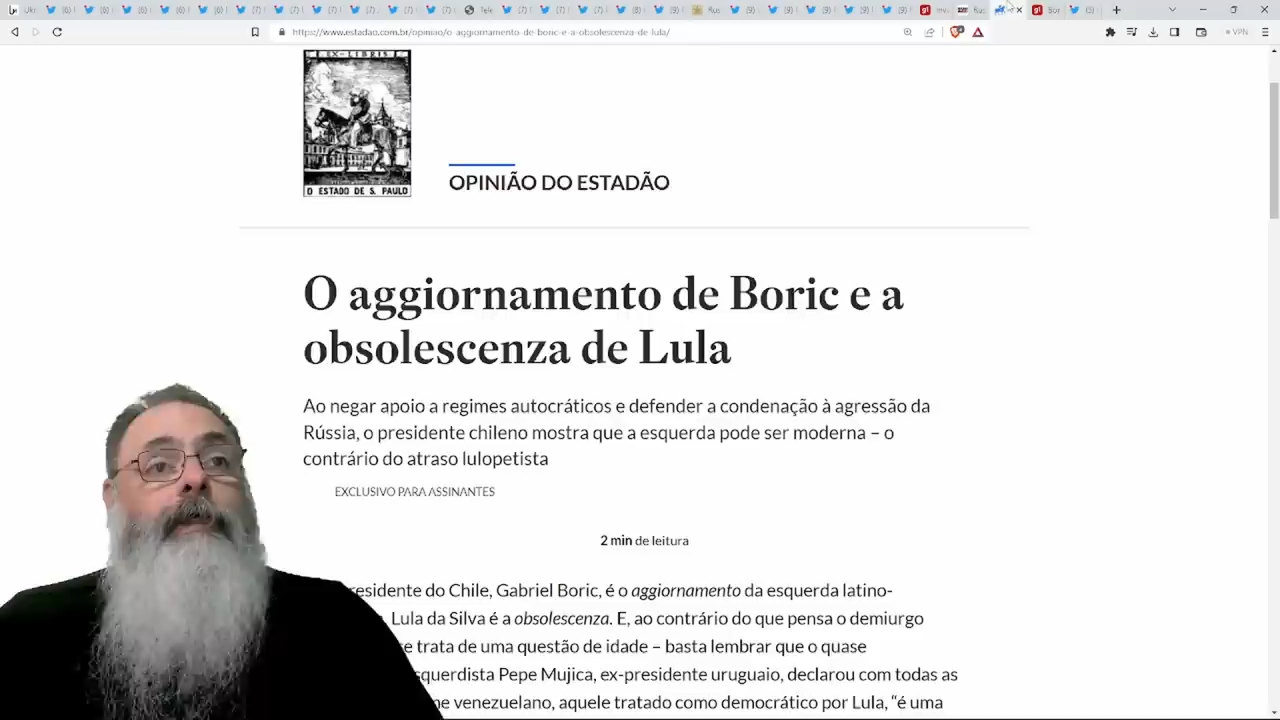 https://www.estadao.com.br/opiniao/o-aggiornamento-de-boric-e-a-obsolescenza-de-lula/
VPN
EX-LIBRIS
O ESTADO DE S. PAULO
OPINIÃO DO ESTADÃO
O aggiornamento de Boric e a
obsolescenza de Lula
Ao negar apoio a regimes autocráticos e defender a condenação à agressão da
Rússia, o presidente chileno mostra que a esquerda pode ser moderna – o
contrário do atraso lulopetista
EXCLUSIVO PARA ASSINANTES
2 min de leitura
residente do Chile, Gabriel Boric, é o aggiornamento da esquerda latino-
Lula da Silva é a obsolescenza. E, ao contrário do que pensa o demiurgo
se trata de uma questão de idade – basta lembrar que o quase
squerdista Pepe Mujica, ex-presidente uruguaio, declarou com todas as
ne venezuelano, aquele tratado como democrático por Lula, “é uma